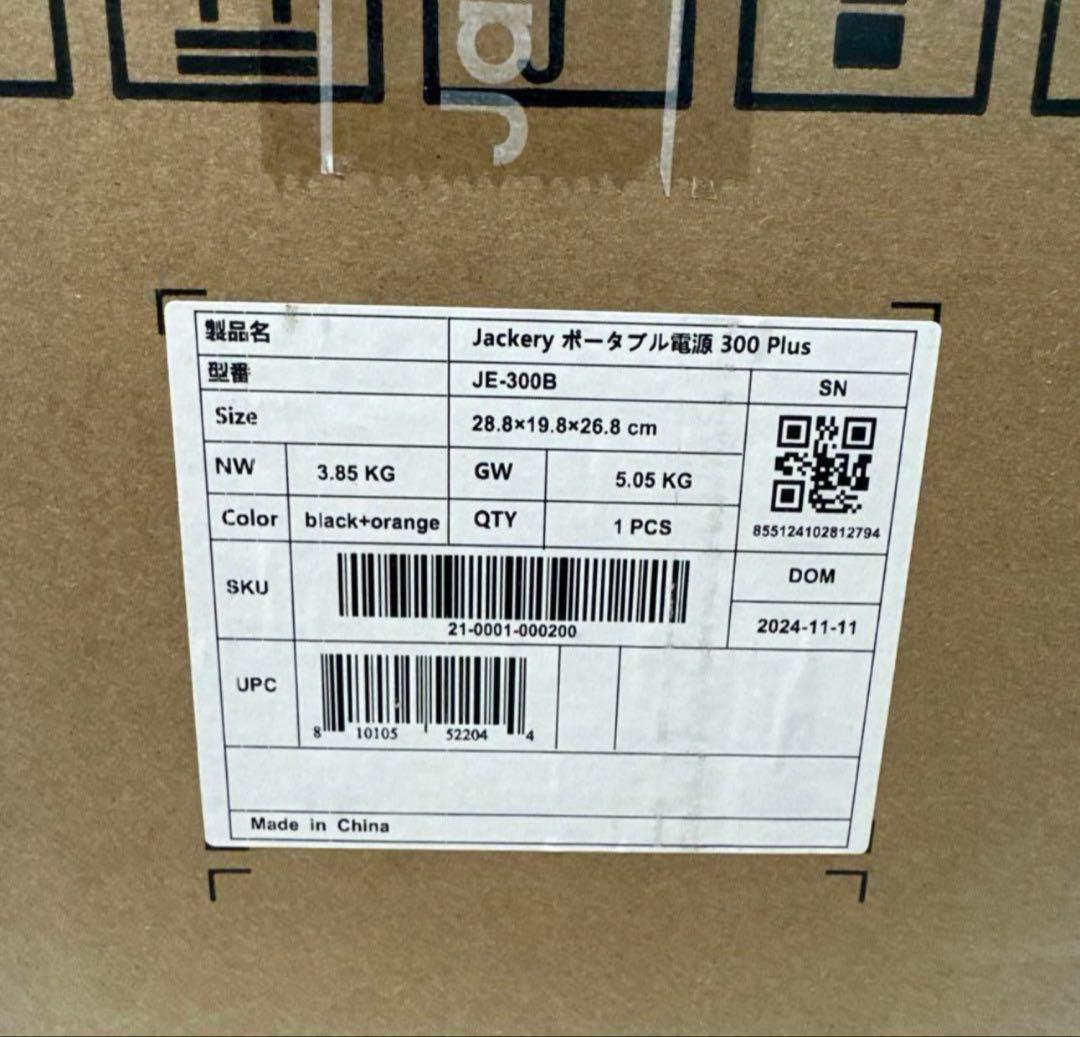 Ja
製品名 Jackery ポータブル電源 300 Plus
型番 JE-300B SN
Size 28.8×19.8×26.8 cm
NW 3.85 KG GW 5.05 KG
855124102812794
Color black+orange QTY 1 PCS
DOM
SKU
21-0001-000200
2024-11-11
UPC
8 10105 52204 4
Made in China